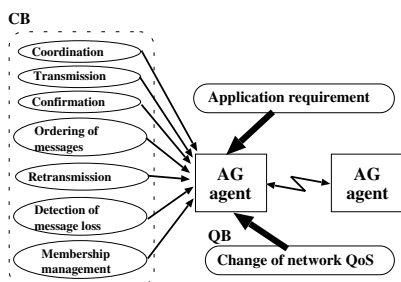 CB
Coordination
Transmission
Confirmation
Ordering of
messages
Retransmission
Detection of
message loss
Membership
management
Application requirement
AG
agent
AG
agent
QB
Change of network QoS